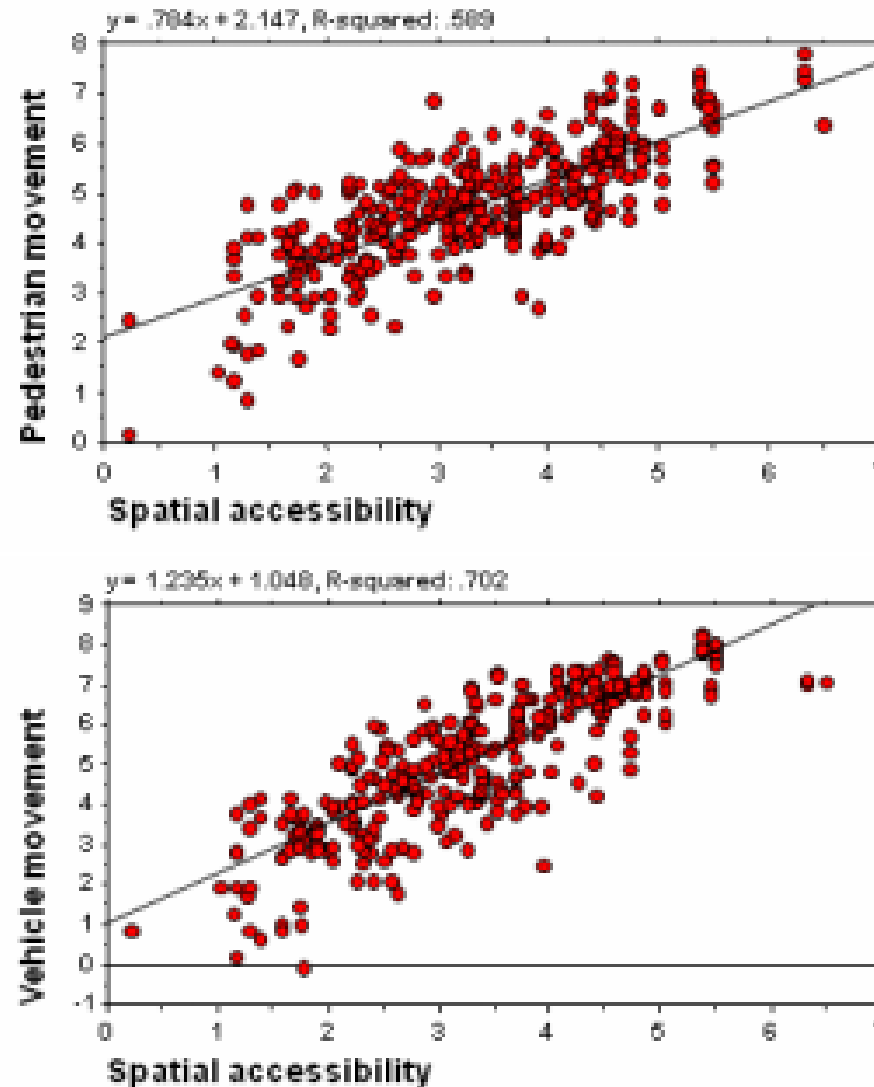 y = .784x + 2.147, R-squared: .589
8
7
6
5
4
3
2
1
0
Pedestrian movement
0 1 2 3 4 5 6 7
Spatial accessibility
y = 1.235x + 1.048, R-squared: .702
9
8
7
6
5
4
3
2
1
0
-1
Vehicle movement
0 1 2 3 4 5 6 7
Spatial accessibility